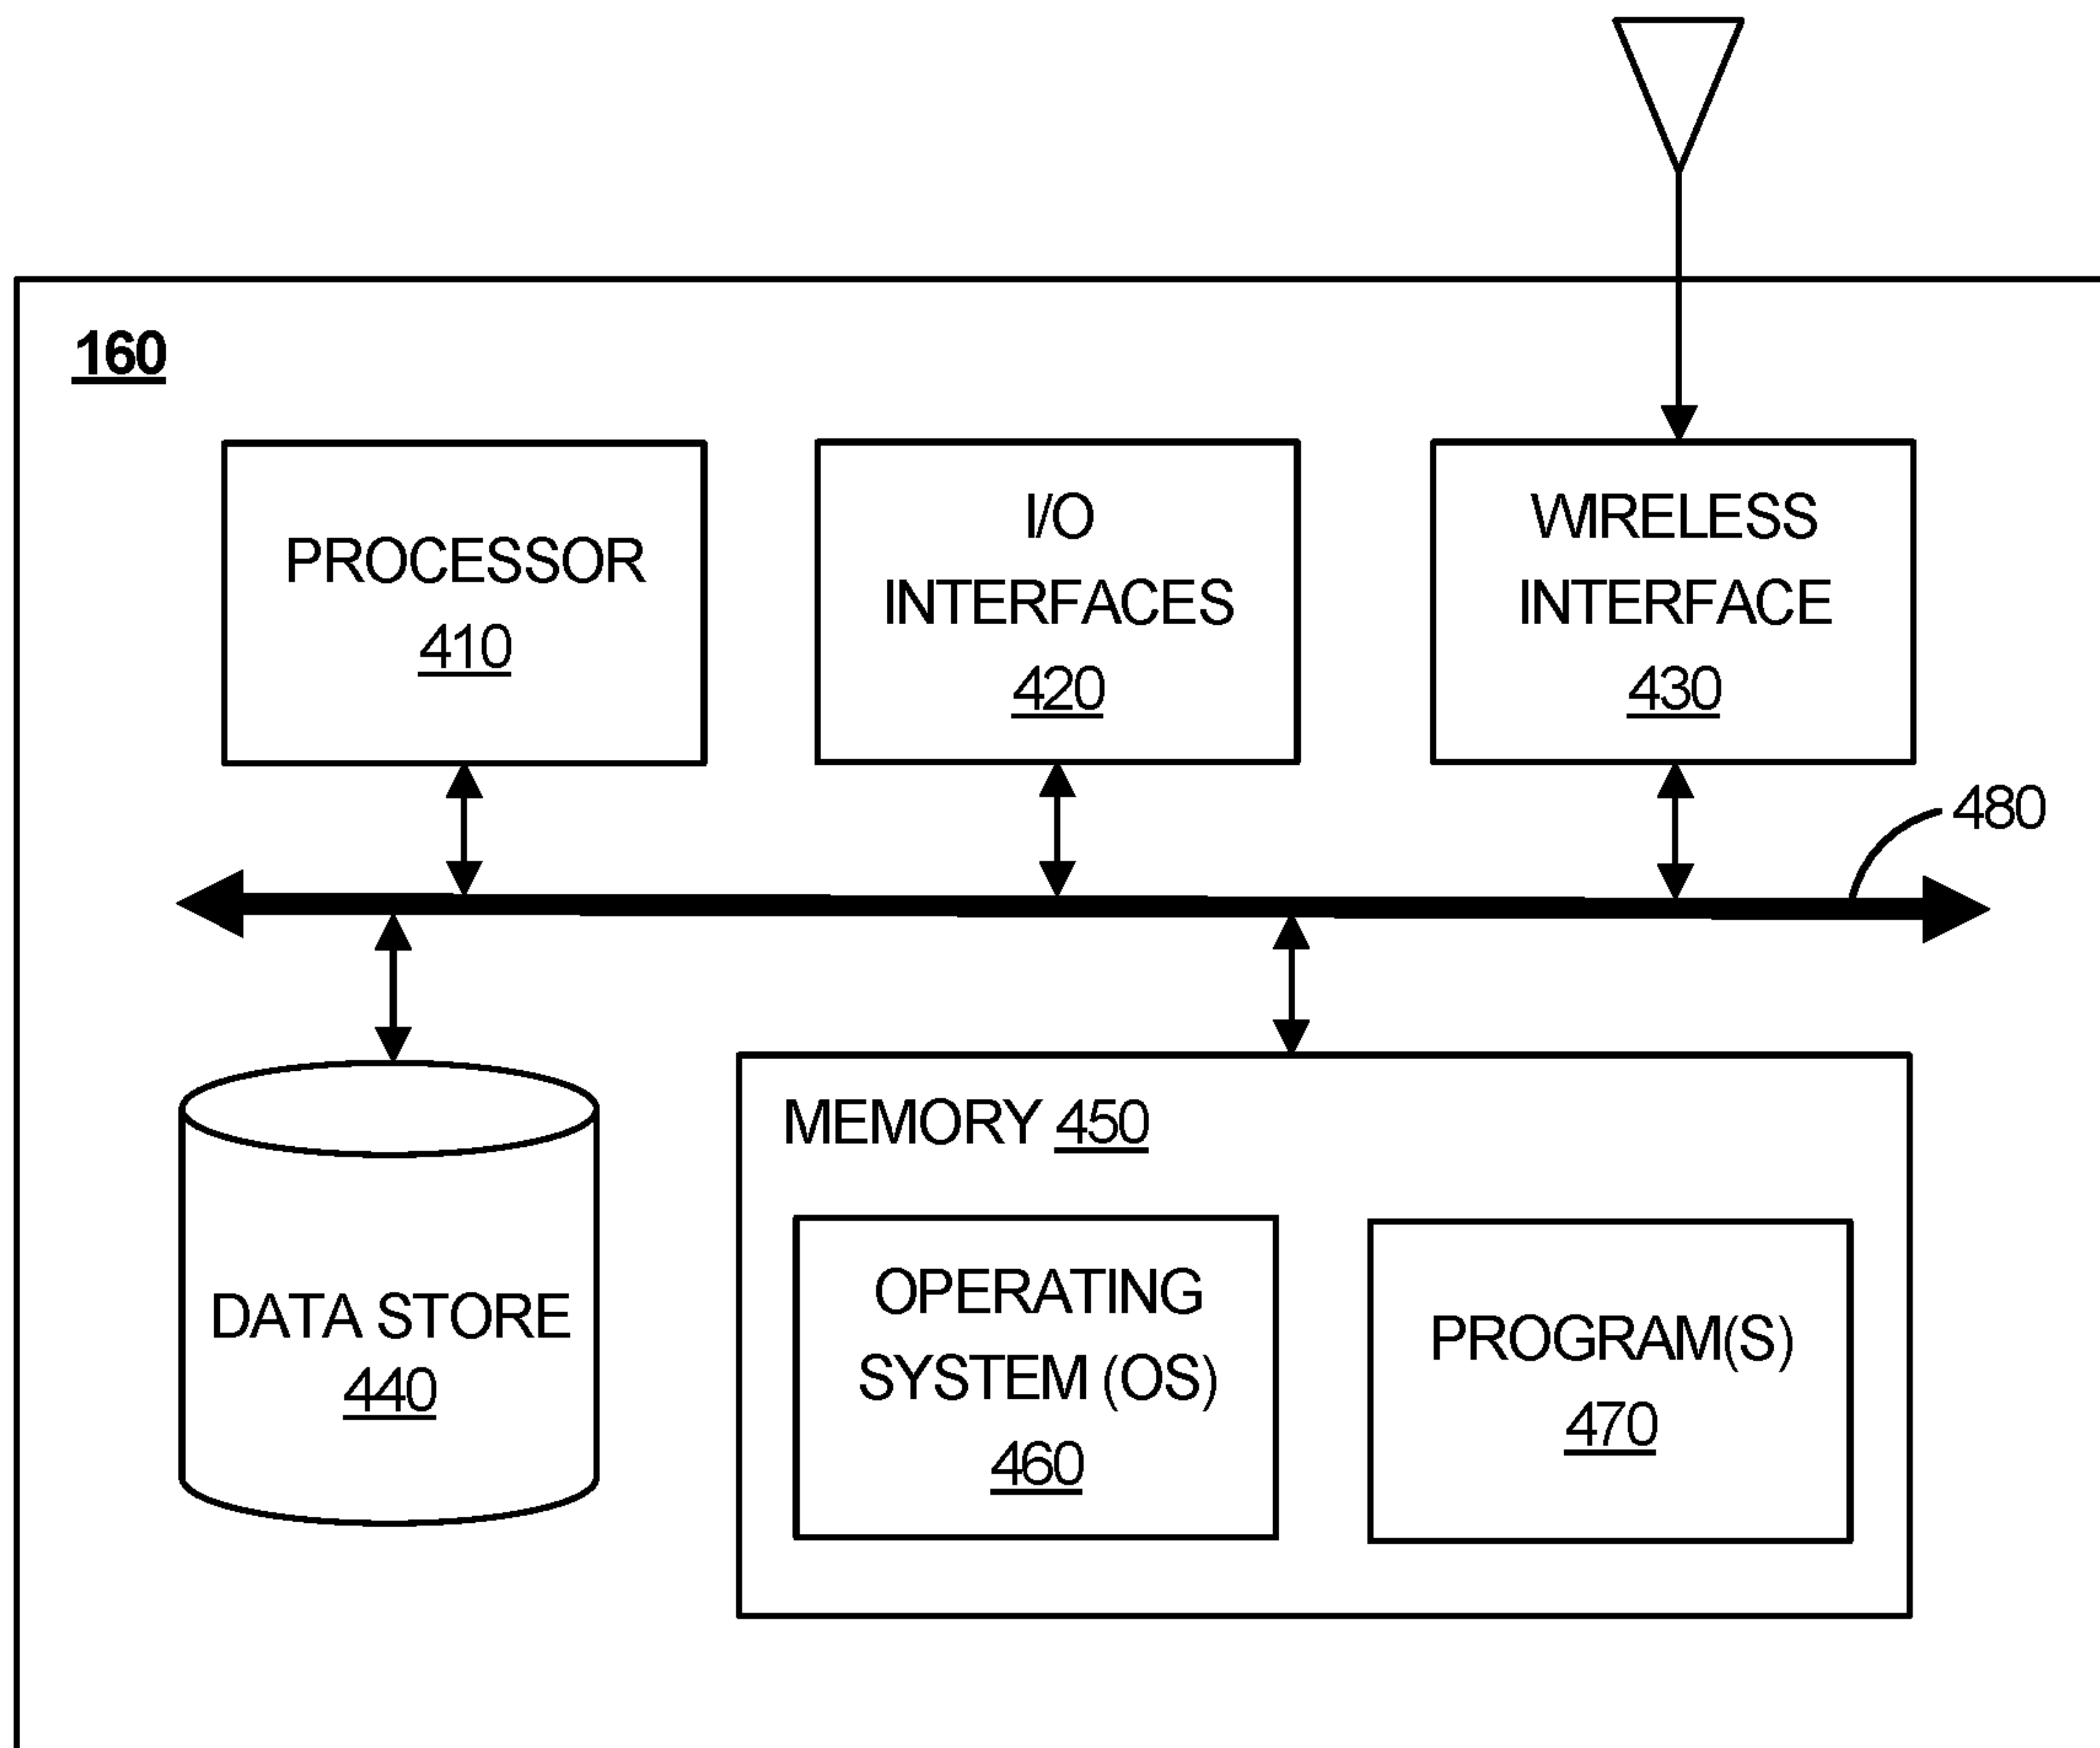 160
PROCESSOR
410
I/O
INTERFACES
420
WIRELESS
INTERFACE
430
480
DATA STORE
440
MEMORY 450
OPERATING
SYSTEM (OS)
460
PROGRAM(S)
470